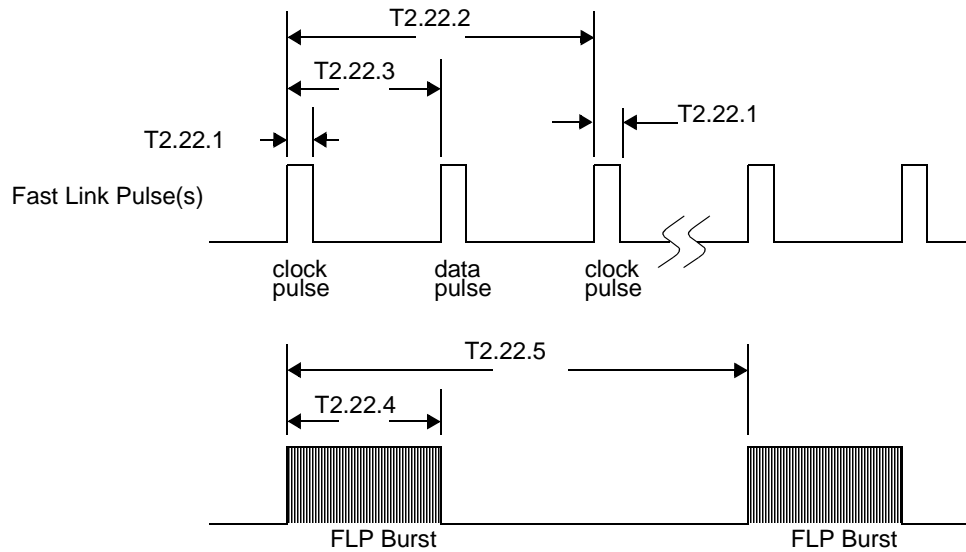 T2.22.2
T2.22.3
T2.22.1
T2.22.1
Fast Link Pulse(s)
clock
pulse
data
pulse
clock
pulse
T2.22.5
T2.22.4
FLP Burst
FLP Burst